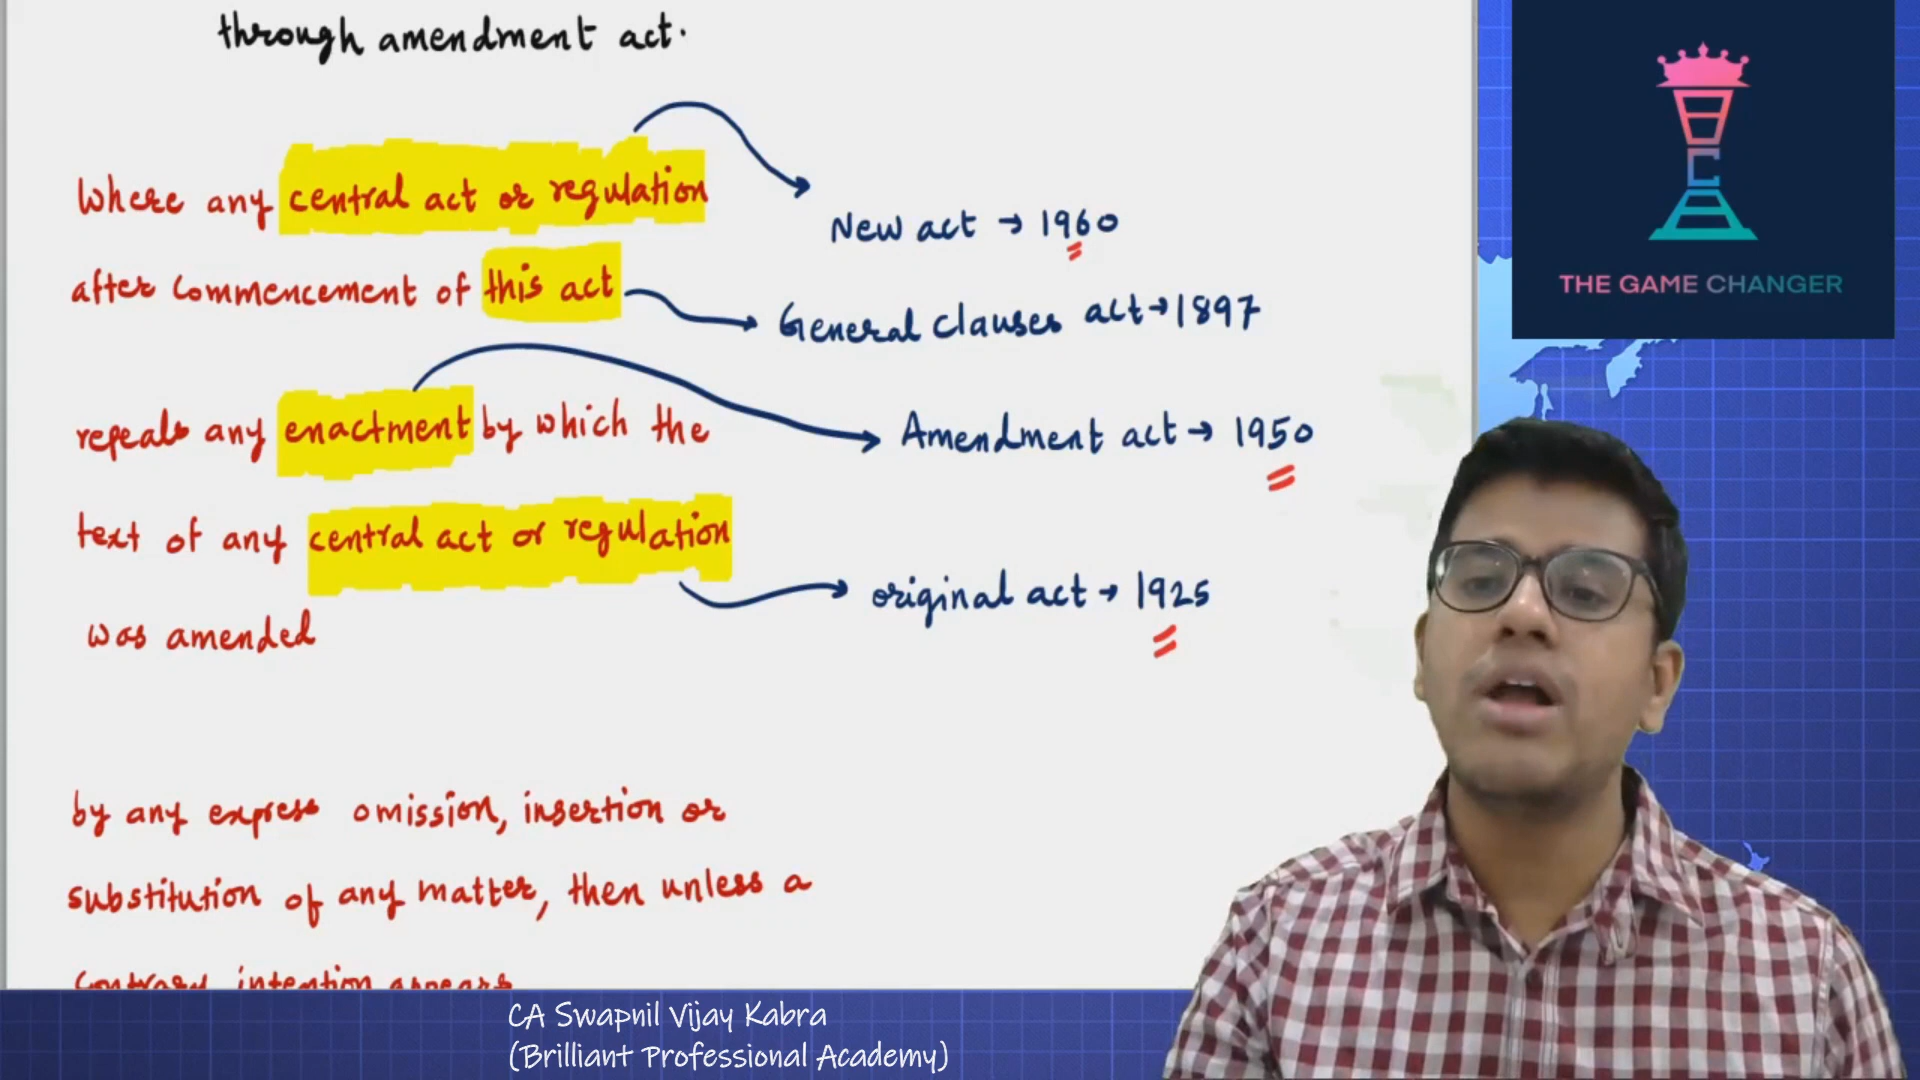 through amendment act.
Where any central act or regulation
New act → 1960
after commencement of this act
General Clauses act → 1897
repeals any enactment by which the
Amendment act → 1950
text of any central act or regulation
original act → 1925
was amended
by any express omission, insertion or
substitution of any matter, then unless a
contrary intention appears
THE GAME CHANGER
CA Swapnil Vijay Kabra
(Brilliant Professional Academy)